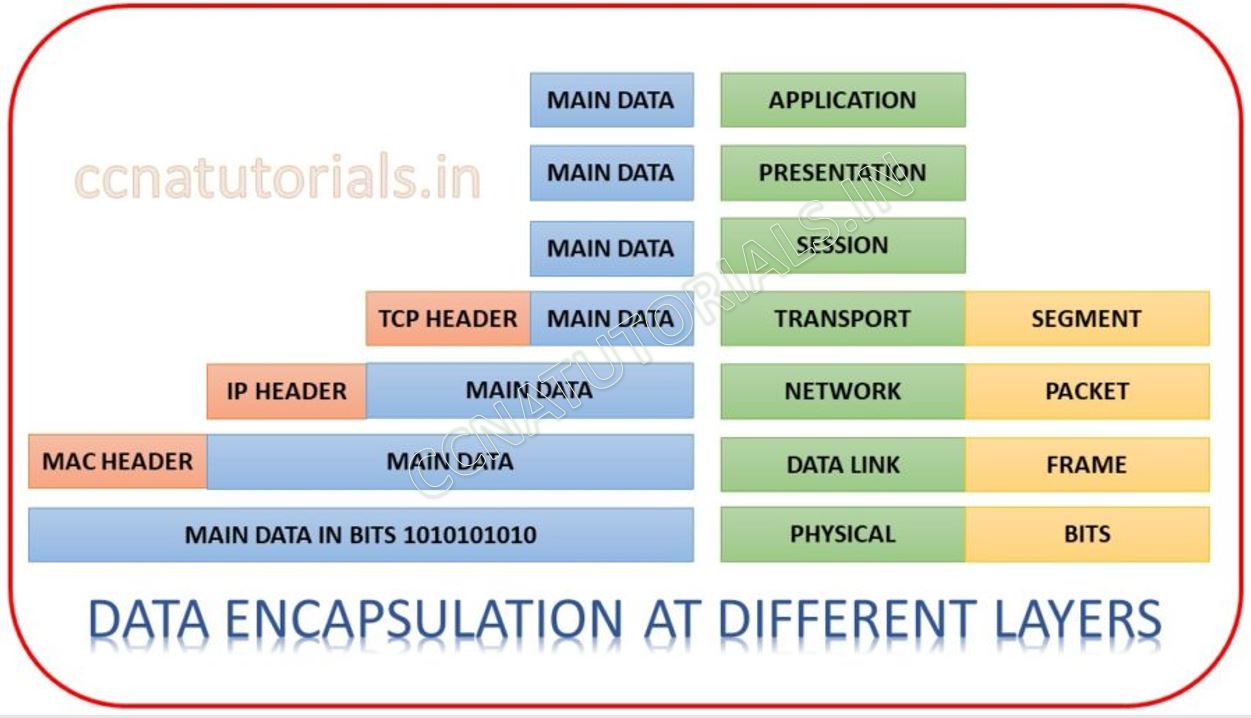 MAIN DATA APPLICATION
ccnatutorials.in
MAIN DATA PRESENTATION
MAIN DATA SESSION
TCP HEADER MAIN DATA TRANSPORT SEGMENT
IP HEADER MAIN DATA NETWORK PACKET
MAC HEADER MAIN DATA DATA LINK FRAME
MAIN DATA IN BITS 1010101010 PHYSICAL BITS
CCNATUTORIALS.IN
DATA ENCAPSULATION AT DIFFERENT LAYERS